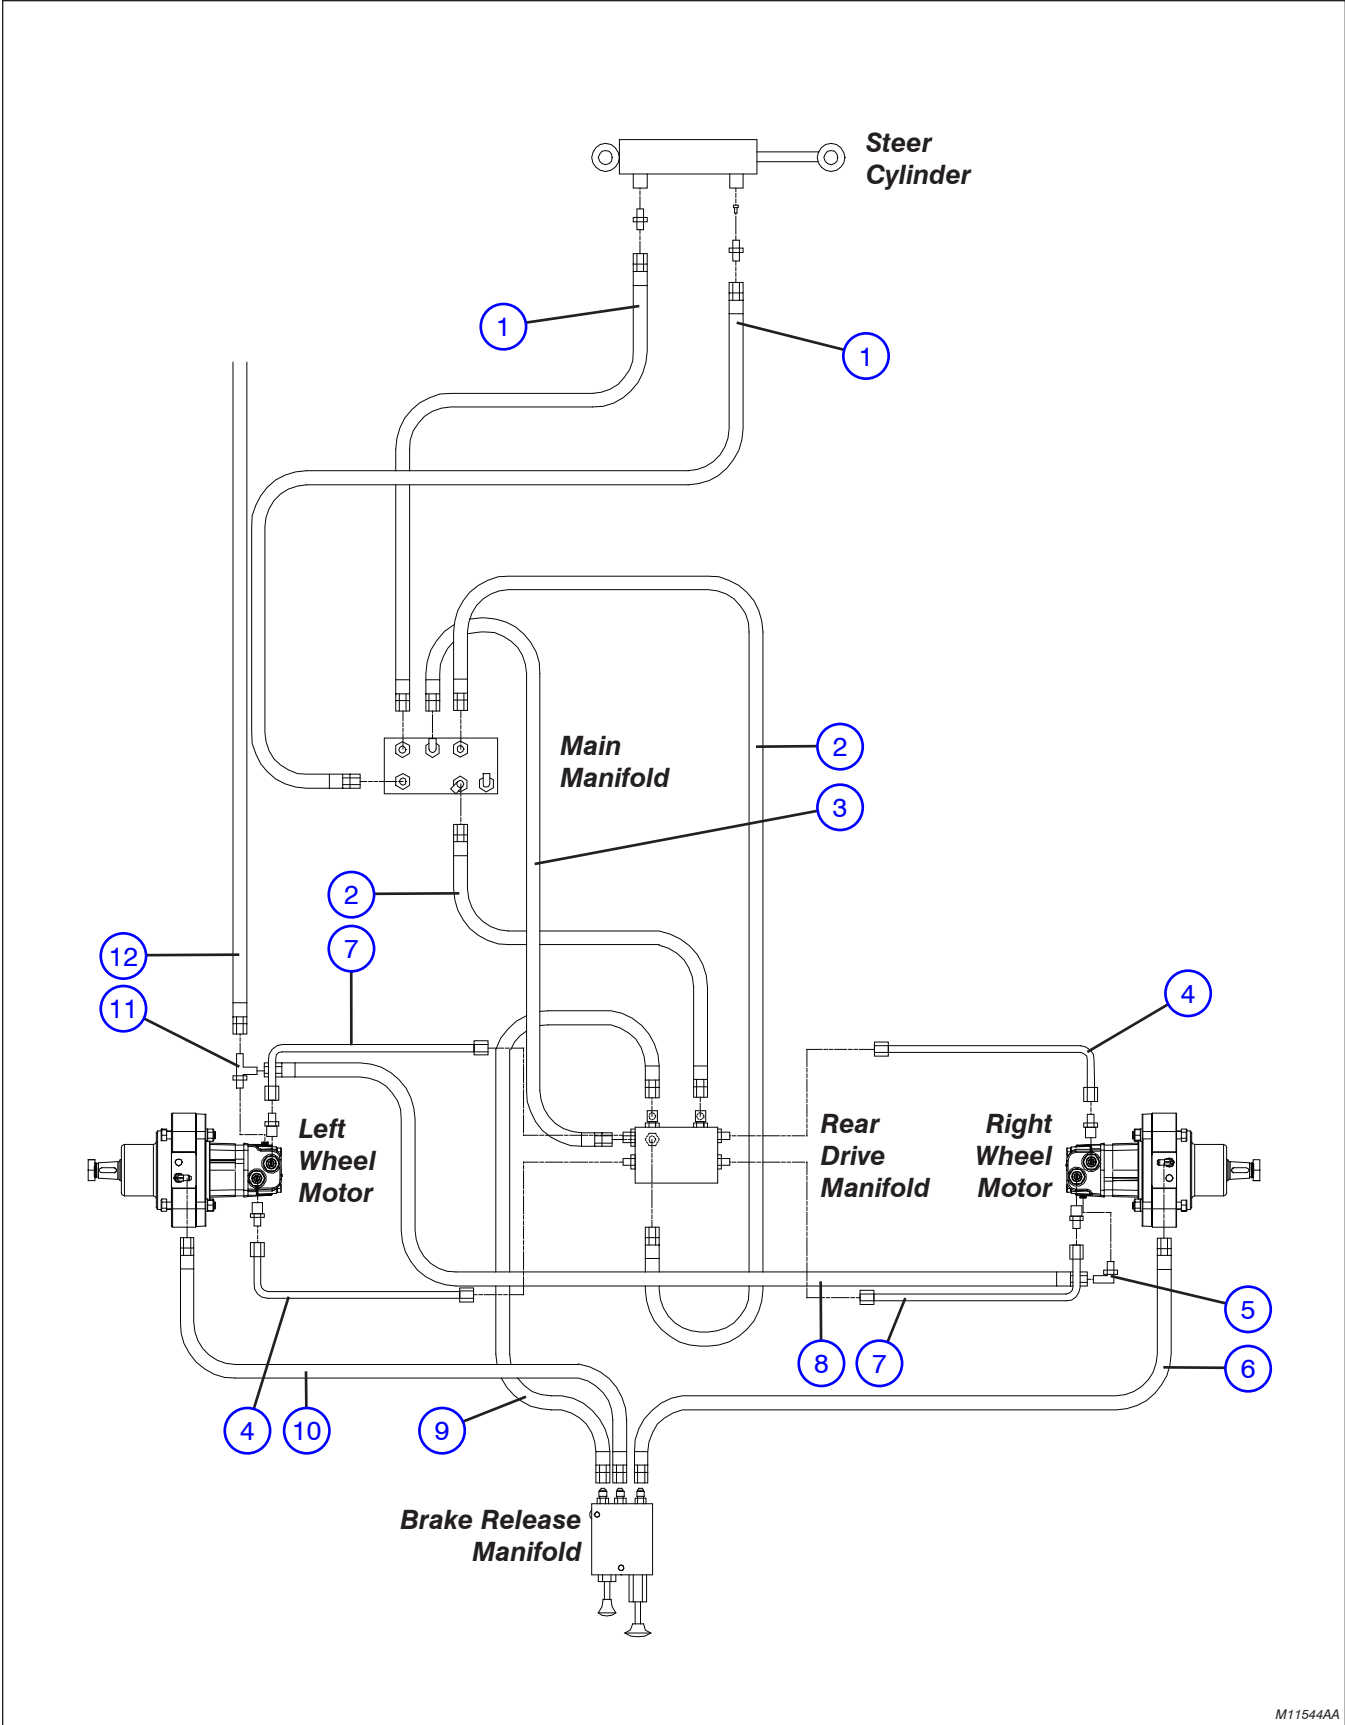 Steer
Cylinder
1
1
Main
Manifold
2
3
2
7
12
11
4
Left
Wheel
Motor
Rear
Drive
Manifold
Right
Wheel
Motor
5
8
7
6
4
10
9
Brake Release
Manifold
M11544AA